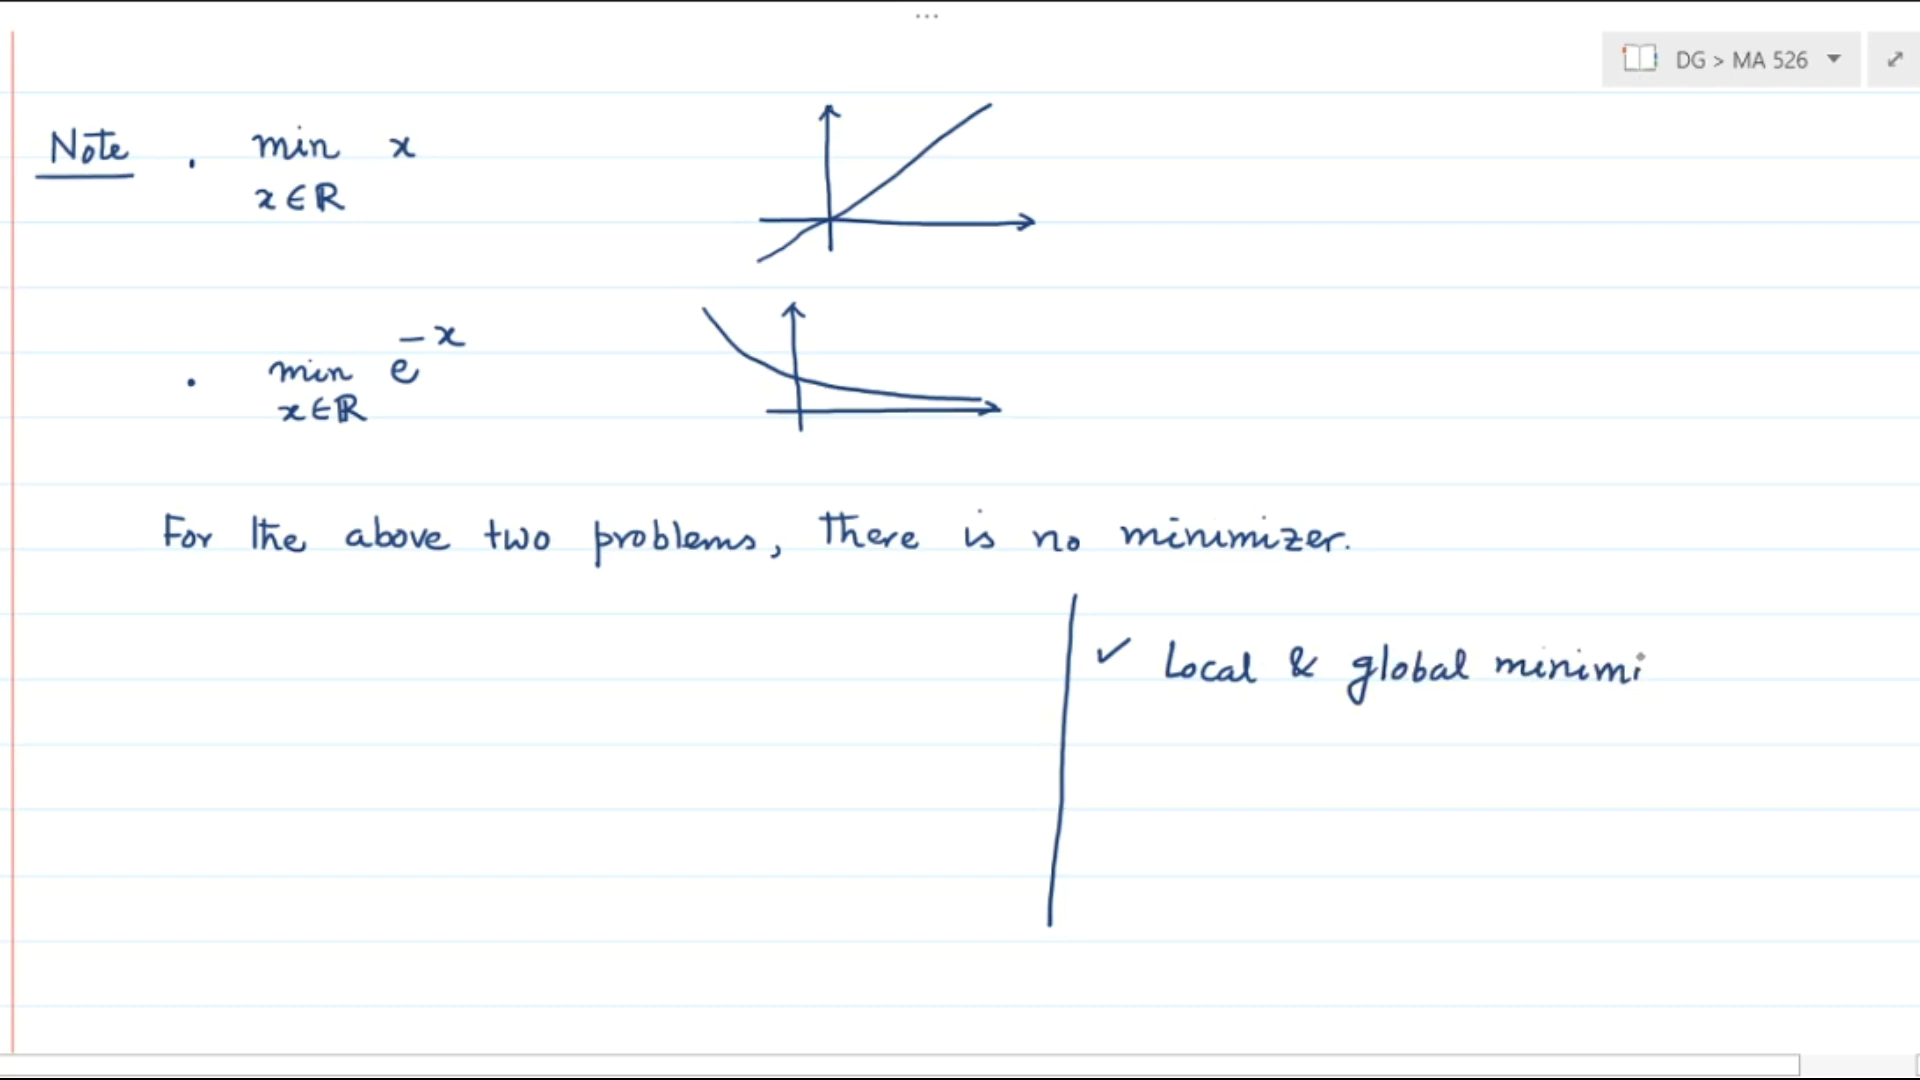 ...
DG > MA 526
Note . min x
x ∈ ℝ
. min e^{-x}
x ∈ ℝ
For the above two problems, there is no minimizer.
✓ Local & global minimi